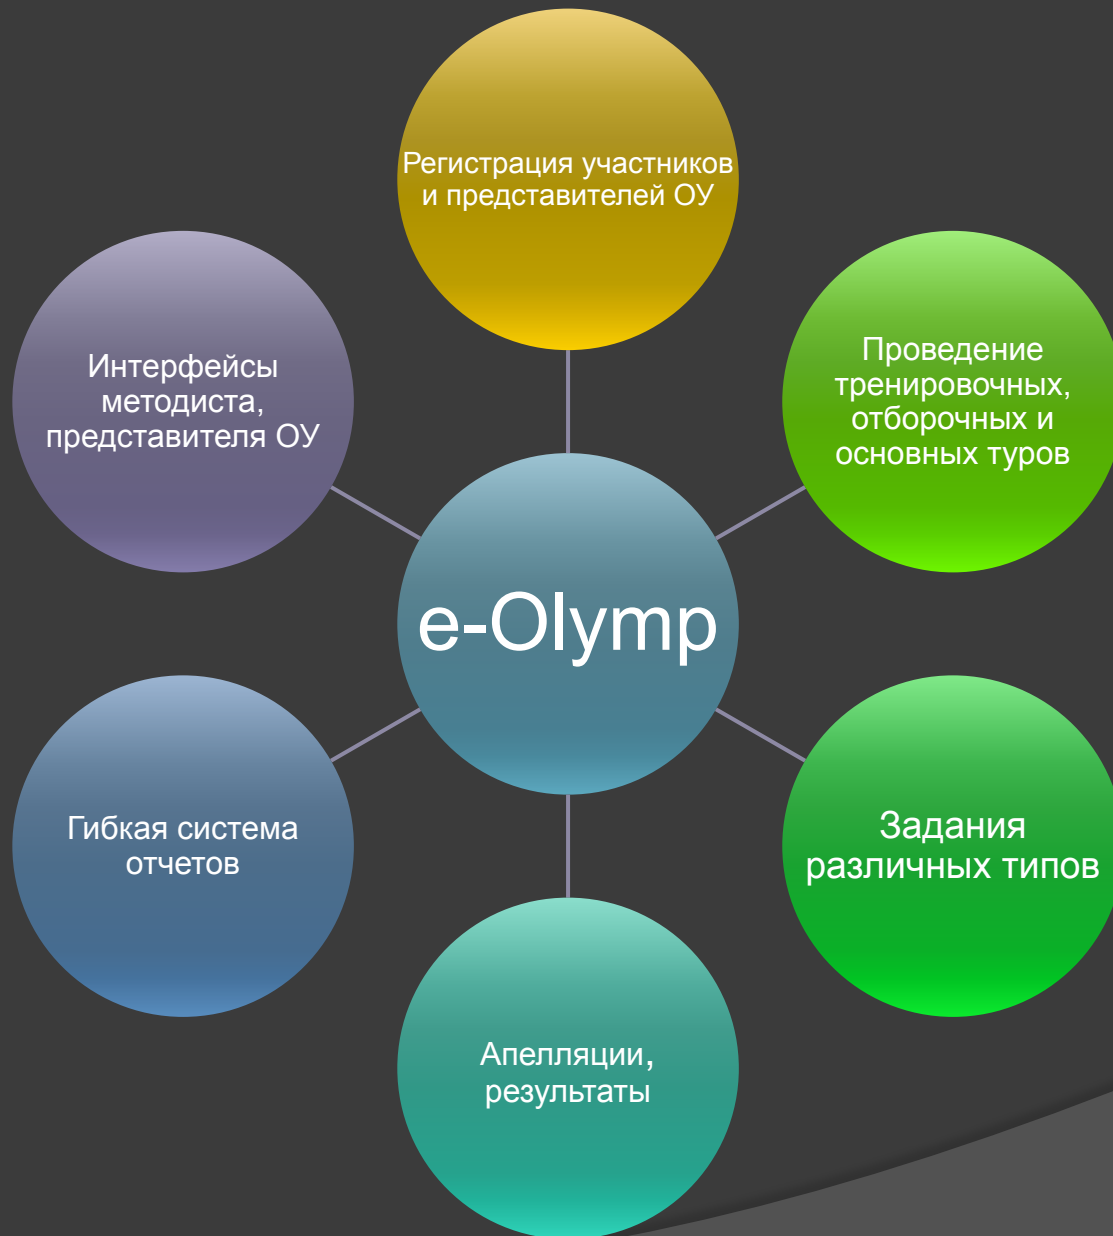 Регистрация участников
и представителей ОУ
Проведение
тренировочных,
отборочных и
основных туров
Задания
различных типов
Апелляции,
результаты
Гибкая система
отчетов
Интерфейсы
методиста,
представителя ОУ
e-Olymp